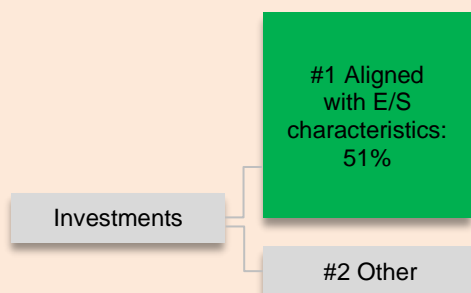 #1 Aligned
with E/S
characteristics:
51%
Investments
#2 Other